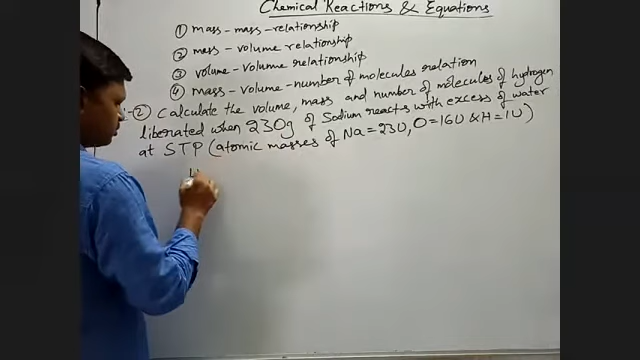 Chemical Reactions & Equations
① mass - mass - relationship
② mass - volume relationship
③ volume - volume relationship
④ mass - volume - number of molecules relation
② Calculate the volume, mass and number of molecules of hydrogen
liberated when 230g of Sodium reacts with excess of water
at STP (atomic masses of Na = 23U, O = 16U & H = 1U)